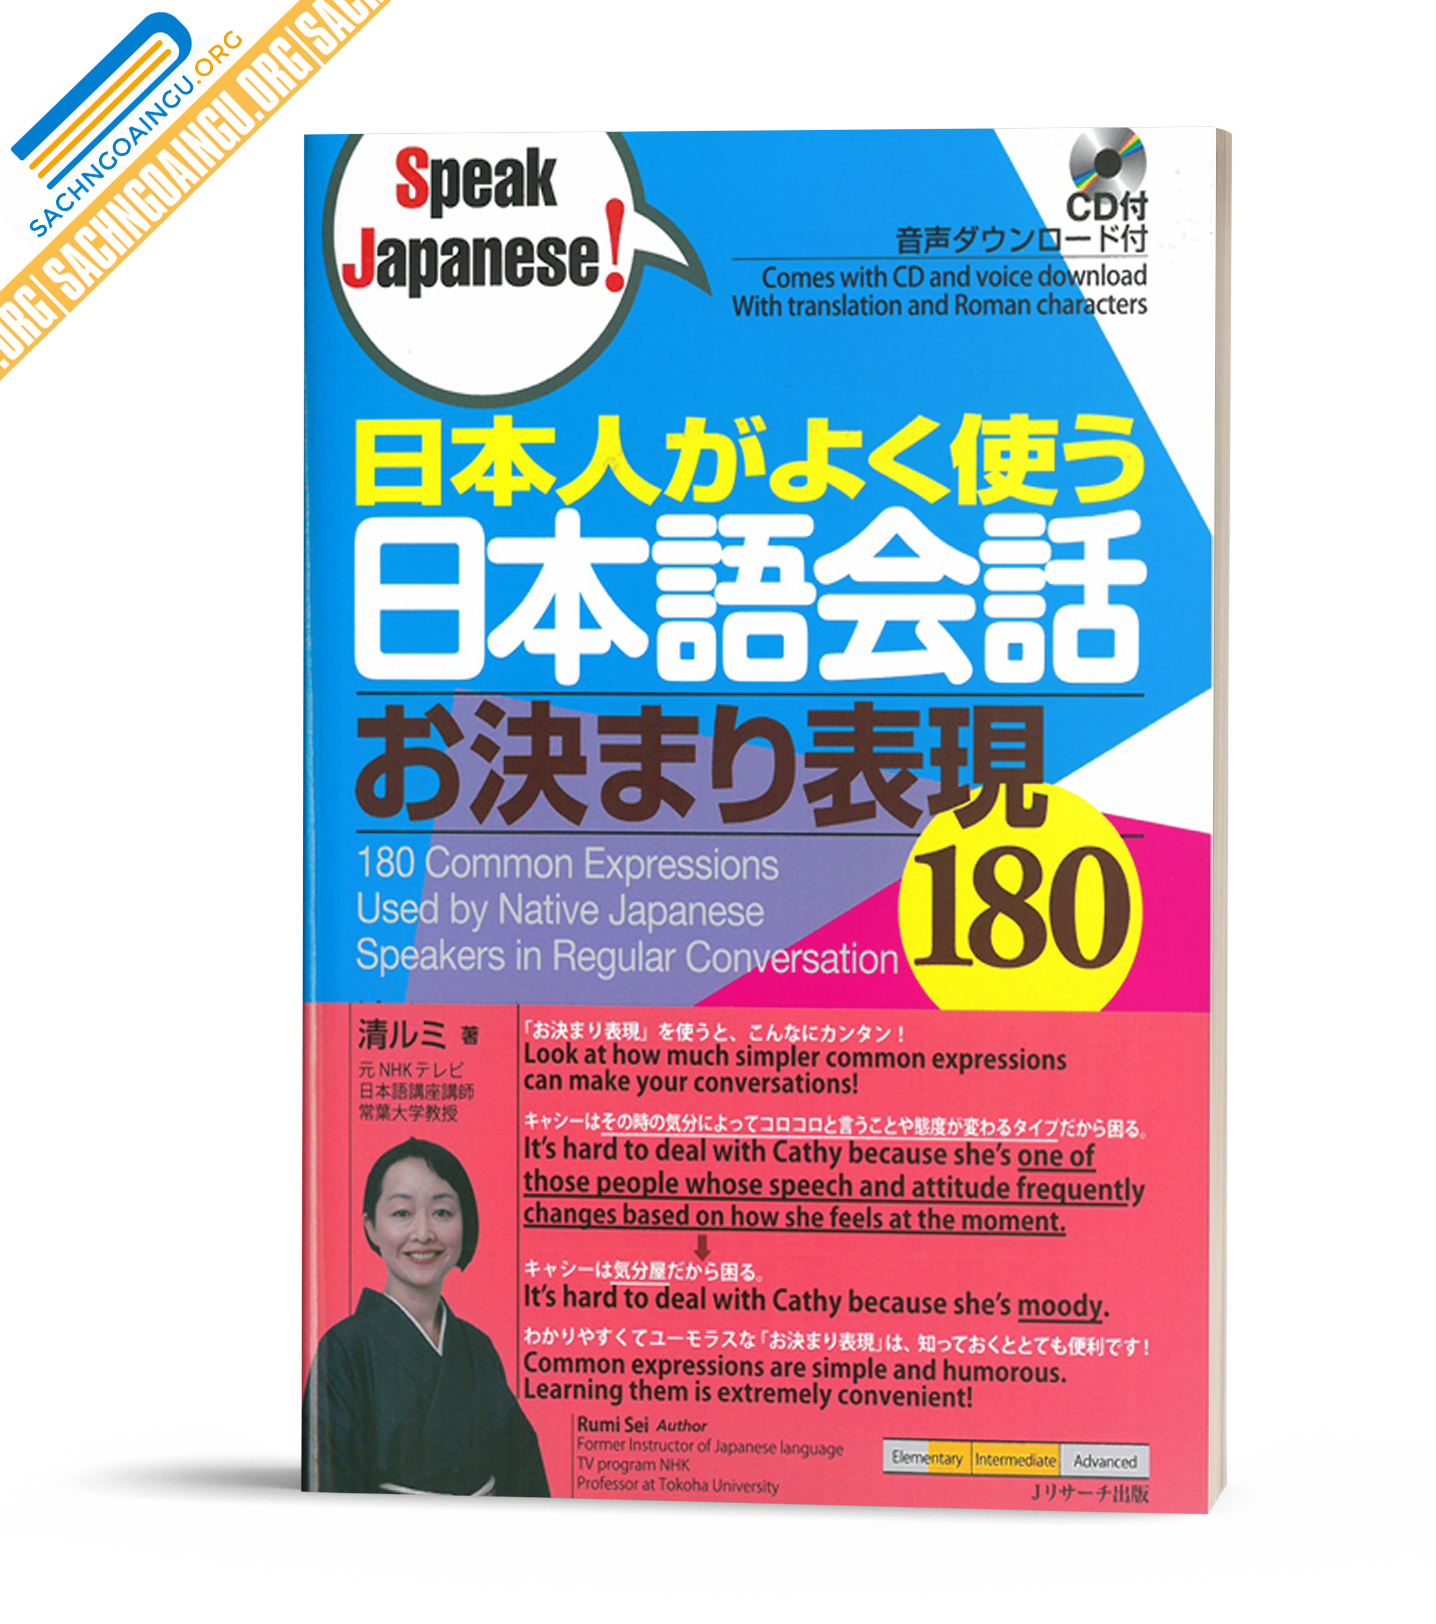 SACHNGOAINGU.ORG
.ORG| SACHNGOAINGU.ORG|SACH
Speak
Japanese!
CD付
音声ダウンロード付
Comes with CD and voice download
With translation and Roman characters
日本人がよく使う
日本語会話
お決まり表現
180
180 Common Expressions
Used by Native Japanese
Speakers in Regular Conversation
清ルミ 著
元NHKテレビ
日本語講座講師
常葉大学教授
「お決まり表現」を使うと、こんなにカンタン！
Look at how much simpler common expressions
can make your conversations!
キャシーはその時の気分によってコロコロと言うことや態度が変わるタイプだから困る。
It's hard to deal with Cathy because she's one of
those people whose speech and attitude frequently
changes based on how she feels at the moment.
キャシーは気分屋だから困る。
It's hard to deal with Cathy because she's moody.
わかりやすくてユーモラスな「お決まり表現」は、知っておくととても便利です！
Common expressions are simple and humorous.
Learning them is extremely convenient!
Rumi Sei Author
Former Instructor of Japanese language
TV program NHK
Professor at Tokoha University
Elementary Intermediate Advanced
Jリサーチ出版